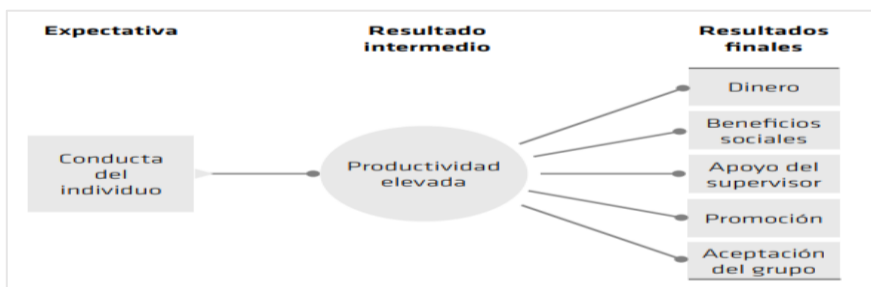 Expectativa
Resultado
intermedio
Resultados
finales
Conducta
del
individuo
Productividad
elevada
Dinero
Beneficios
sociales
Apoyo del
supervisor
Promoción
Aceptación
del grupo